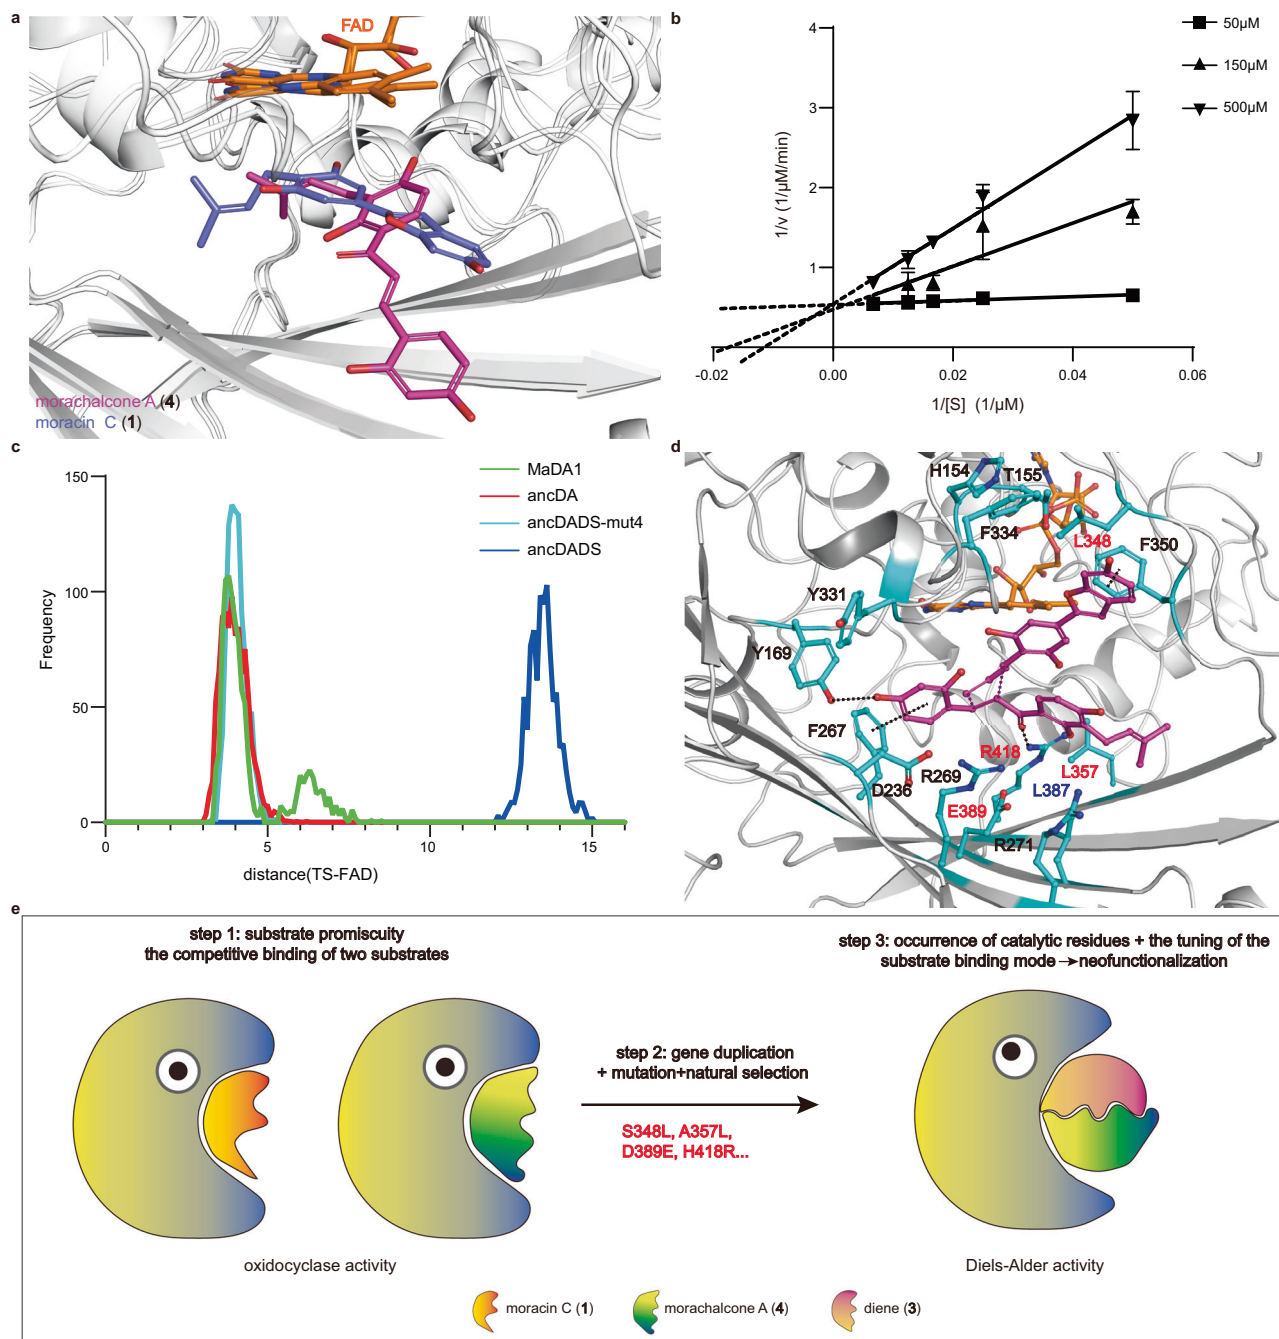 a
FAD
morachalcone A (4)
moracin C (1)
b
50μM
150μM
500μM
4
3
2
1
1/v (1/μM/min)
-0.02
0.00
0.02
0.04
0.06
1/[S] (1/μM)
c
MaDA1
ancDA
ancDADS-mut4
ancDADS
150
100
50
0
Frequency
0
5
10
15
distance(TS-FAD)
d
H154
T155
F334
L348
F350
Y331
Y169
F267
D236
R269
R418
E389
L387
L357
R271
e
step 1: substrate promiscuity
the competitive binding of two substrates
step 2: gene duplication
+ mutation+natural selection
S348L, A357L,
D389E, H418R...
step 3: occurrence of catalytic residues + the tuning of the
substrate binding mode →neofunctionalization
oxidocyclase activity
Diels-Alder activity
moracin C (1)
morachalcone A (4)
diene (3)